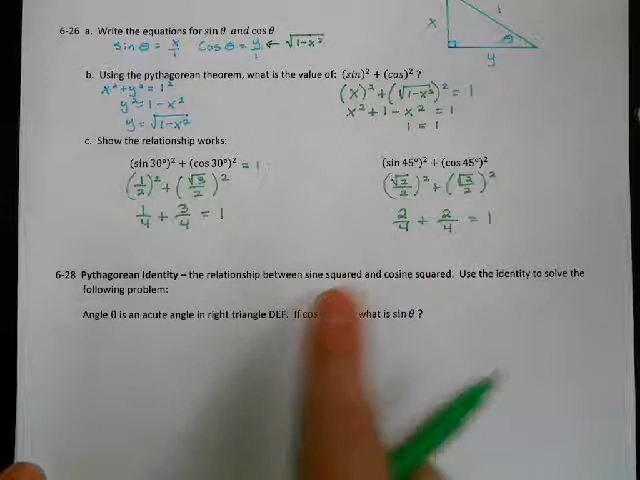 x
1
θ
y
6-26 a. Write the equations for sin θ and cos θ
sin θ = x/1 cos θ = y/1 ← √1-x²
b. Using the pythagorean theorem, what is the value of: (sin)² + (cos)² ?
x² + y² = 1²
y² = 1 - x²
y = √1-x²
(x)² + (√1-x²)² = 1
x² + 1 - x² = 1
1 = 1
c. Show the relationship works:
(sin 30°)² + (cos 30°)² = 1
(1/2)² + (√3/2)²
1/4 + 3/4 = 1
(sin 45°)² + (cos 45°)²
(√2/2)² + (√2/2)²
2/4 + 2/4 = 1
6-28 Pythagorean Identity – the relationship between sine squared and cosine squared. Use the identity to solve the
following problem:
Angle θ is an acute angle in right triangle DEF. If cos what is sin θ ?